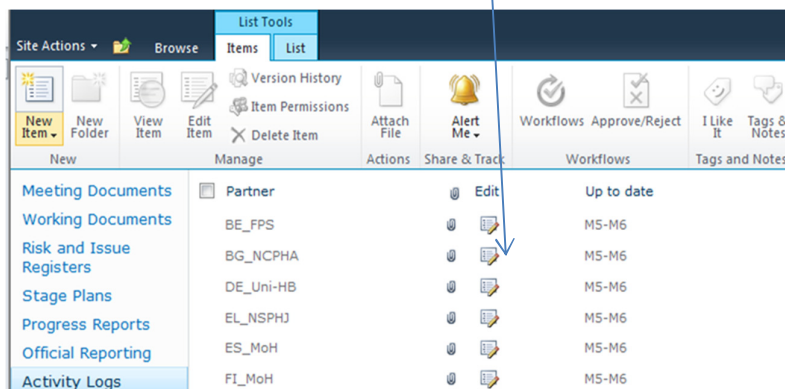 List Tools
Site Actions Browse Items List
Version History
Item Permissions
Delete Item
New Item
New Folder
View Item
Edit Item
Attach File
Alert Me
Workflows
Approve/Reject
I Like It
Tags & Notes
New Manage Actions Share & Track Workflows Tags and Notes
Meeting Documents
Working Documents
Risk and Issue
Registers
Stage Plans
Progress Reports
Official Reporting
Activity Logs
Partner Edit Up to date
BE_FPS M5-M6
BG_NCPHA M5-M6
DE_Uni-HB M5-M6
EL_NSPHJ M5-M6
ES_MoH M5-M6
FI_MoH M5-M6